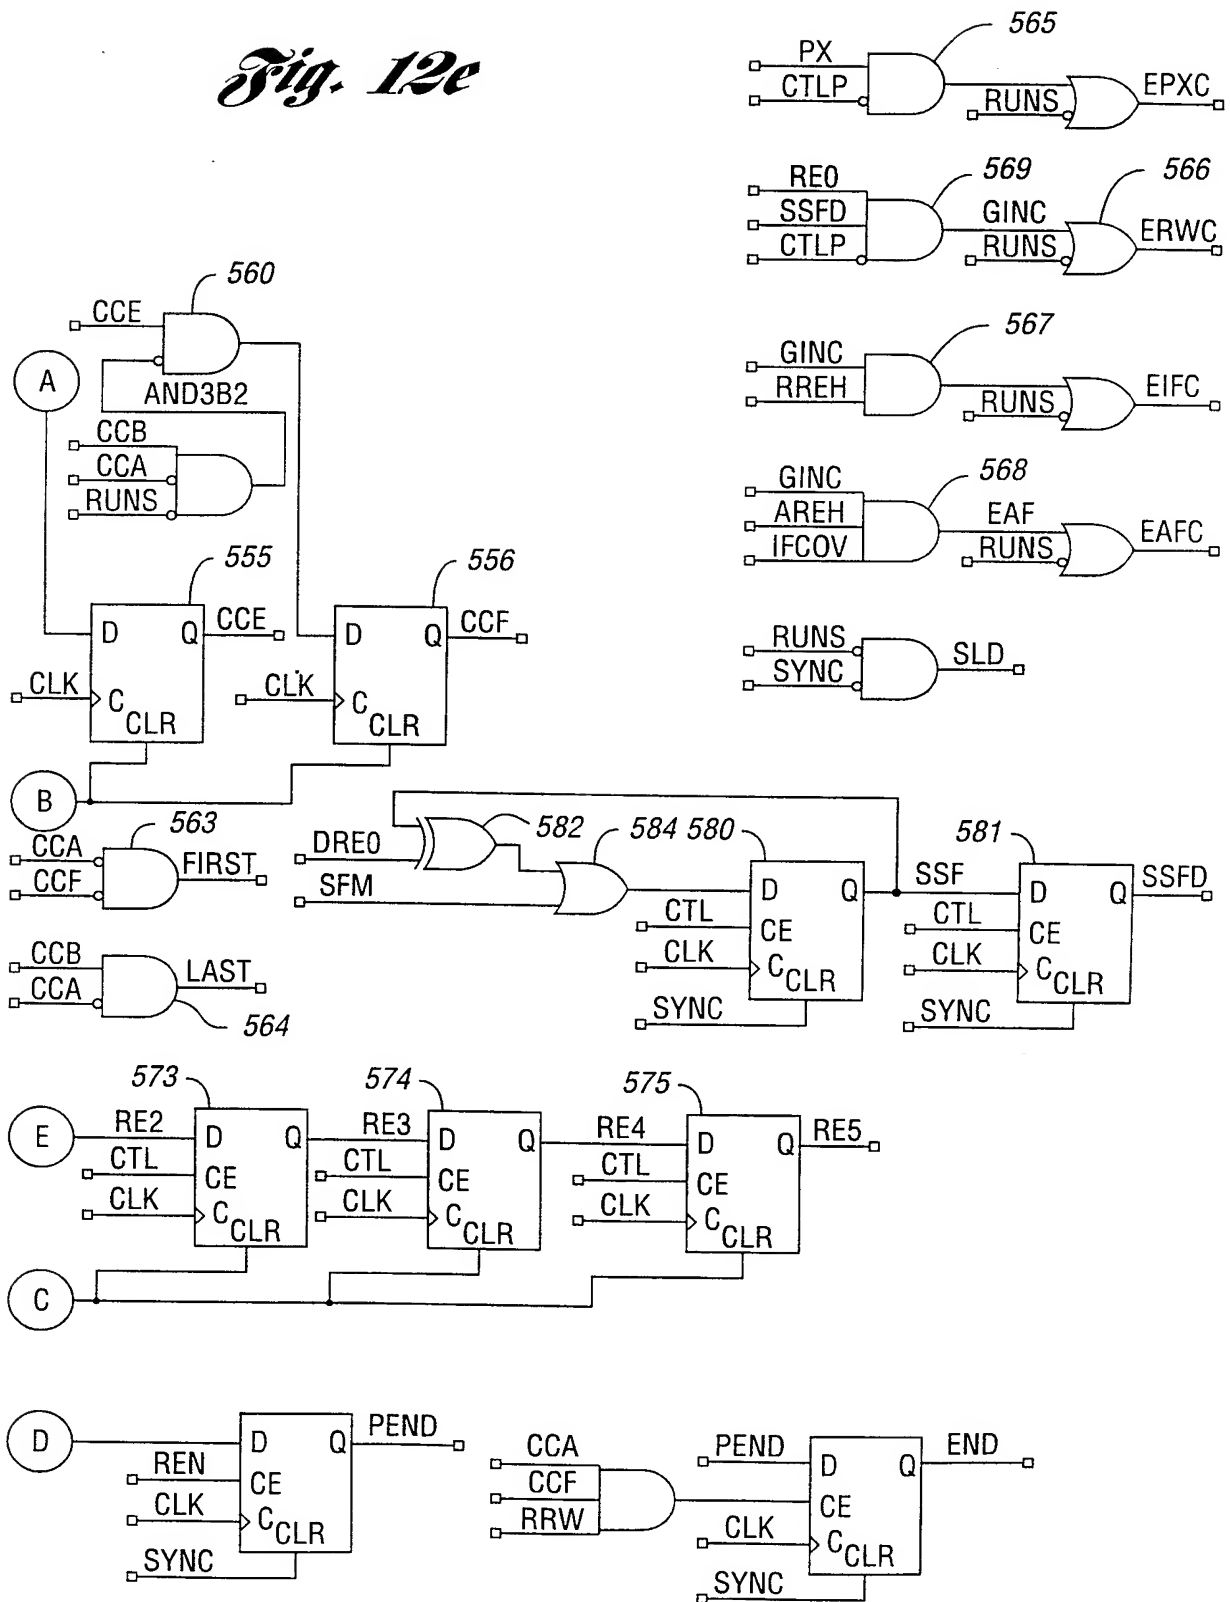 Fig. 12e
565
PX
CTLP
RUNS
EPXC
569
566
RE0
SSFD
CTLP
GINC
RUNS
ERWC
560
CCE
A
AND3B2
CCB
CCA
RUNS
567
GINC
RREH
RUNS
EIFC
568
GINC
AREH
IFCOV
EAF
RUNS
EAFC
555
D Q CCE
CLK
C
CLR
556
D Q CCF
CLK
C
CLR
RUNS
SYNC
SLD
B
563
CCA
CCF
FIRST
CCB
CCA
LAST
564
DRE0
SFM
582
584
580
D Q SSF
CTL CE
CLK C
CLR
SYNC
581
D Q SSFD
CTL CE
CLK C
CLR
SYNC
573
E
RE2 D Q
CTL CE
CLK C
CLR
574
RE3 D Q
CTL CE
CLK C
CLR
575
RE4 D Q RE5
CTL CE
CLK C
CLR
C
D
D Q PEND
REN CE
CLK C
CLR
SYNC
CCA
CCF
RRW
PEND D Q END
CE
CLK C
CLR
SYNC